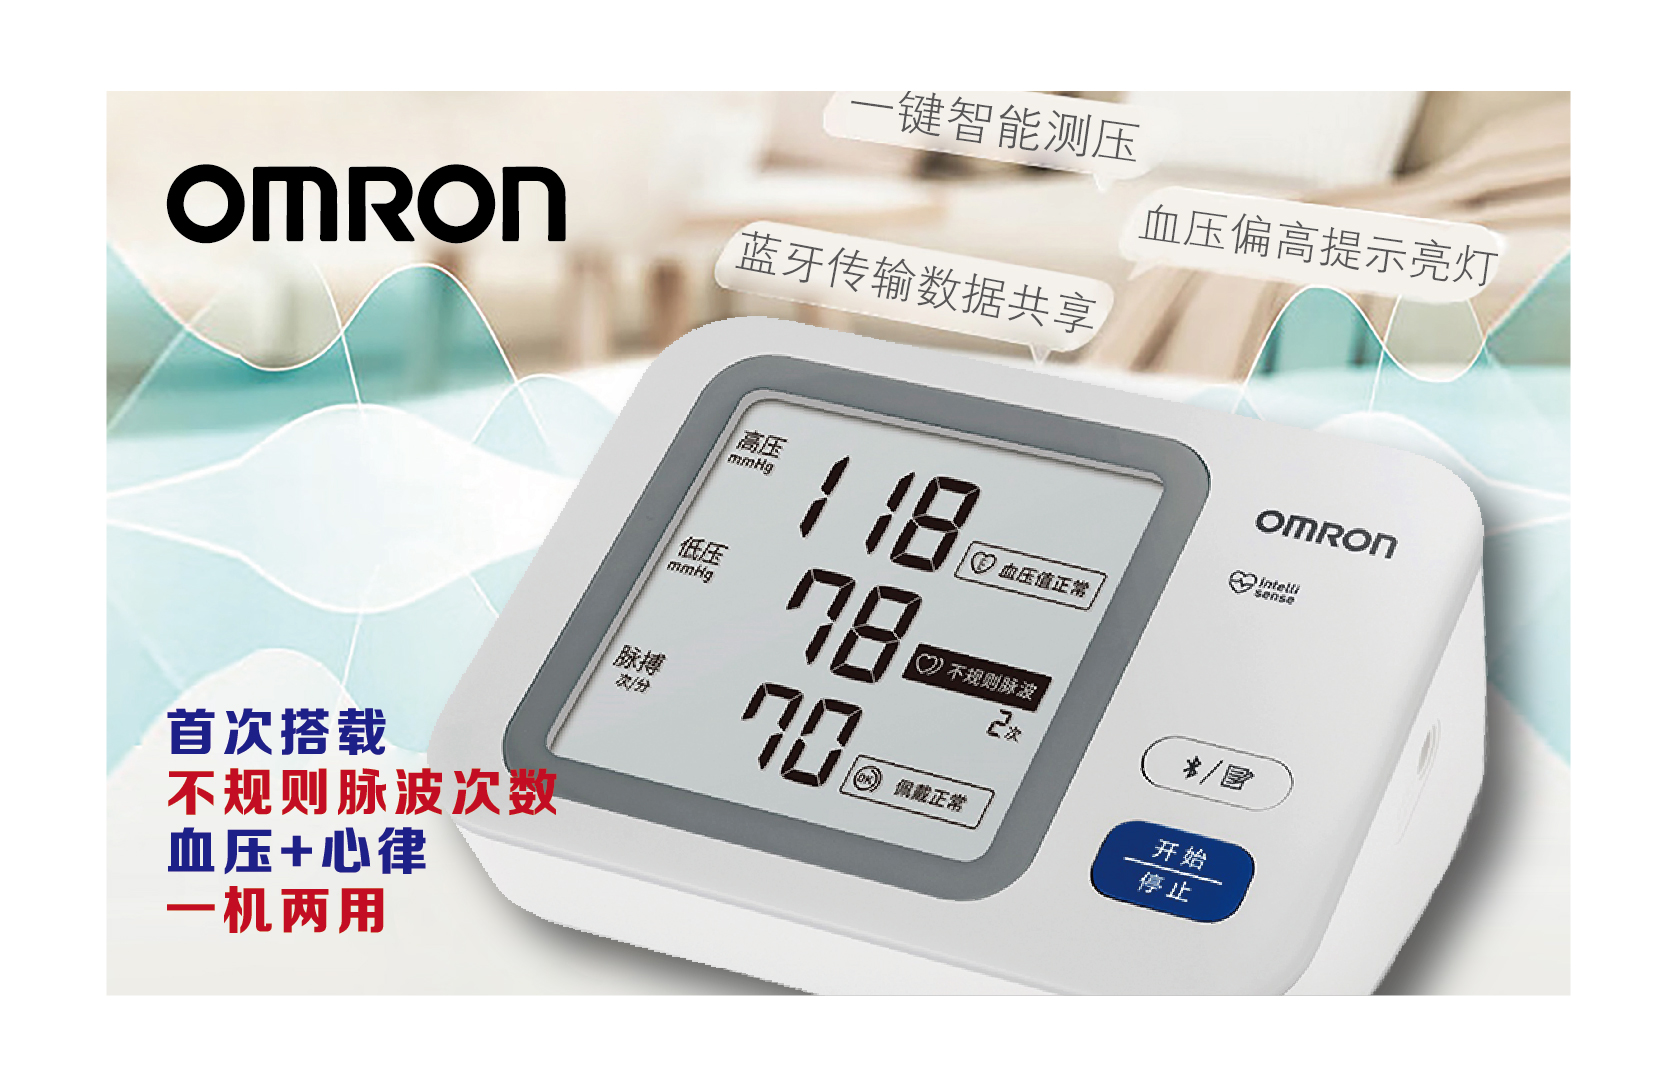 一键智能测压
OMRON
血压偏高提示亮灯
蓝牙传输数据共享
高压
mmHg
118
血压值正常
OMRON
低压
mmHg
78
intelli
sense
不规则脉波
2次
脉搏
次/分
70
OK
佩戴正常
首次搭载
不规则脉波次数
血压+心律
一机两用
开始
停止